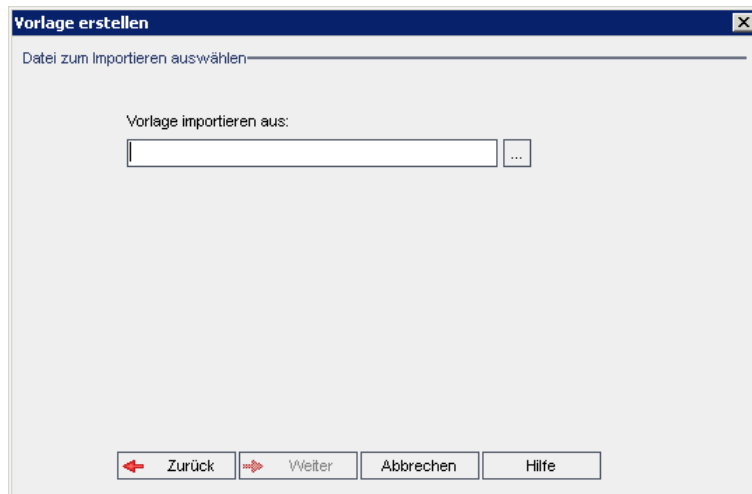 Vorlage erstellen
Datei zum Importieren auswählen
Vorlage importieren aus:
...
Zurück Weiter Abbrechen Hilfe